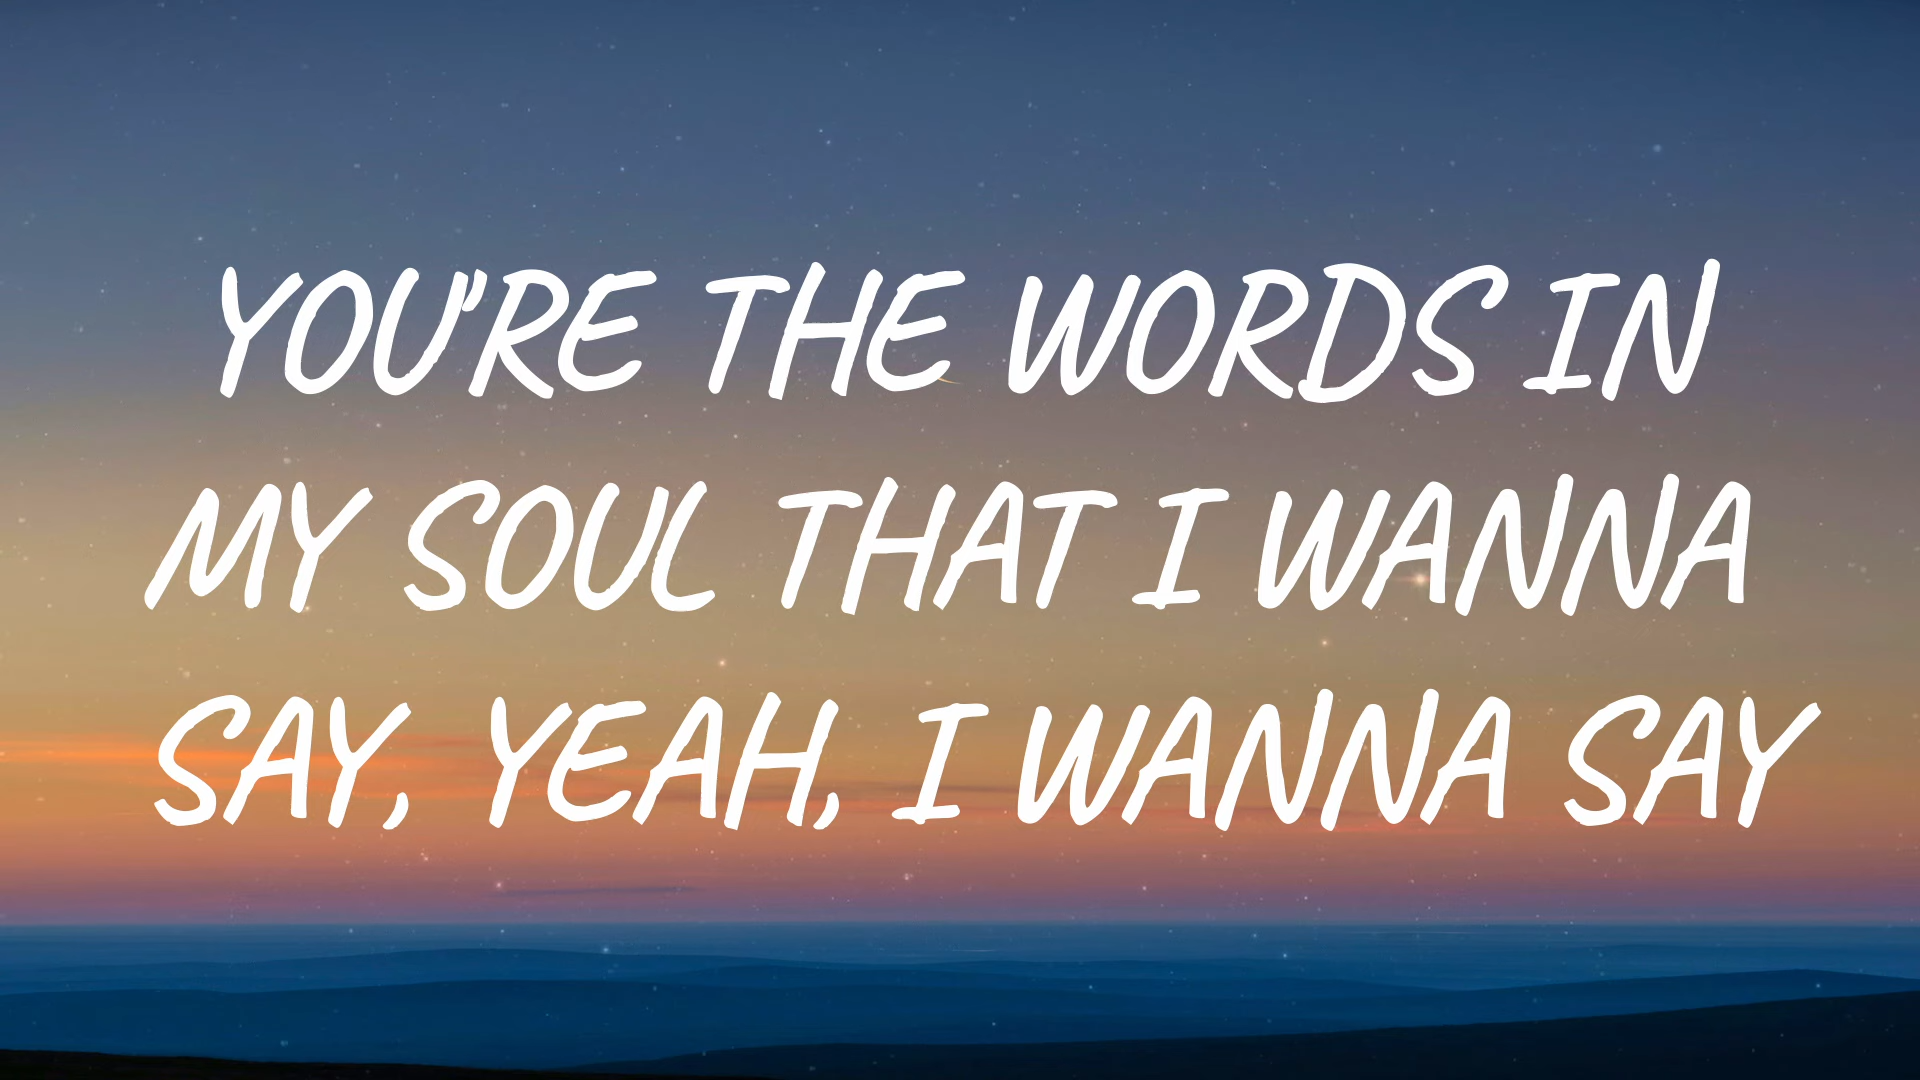 YOU'RE THE WORDS IN
MY SOUL THAT I WANNA
SAY, YEAH, I WANNA SAY